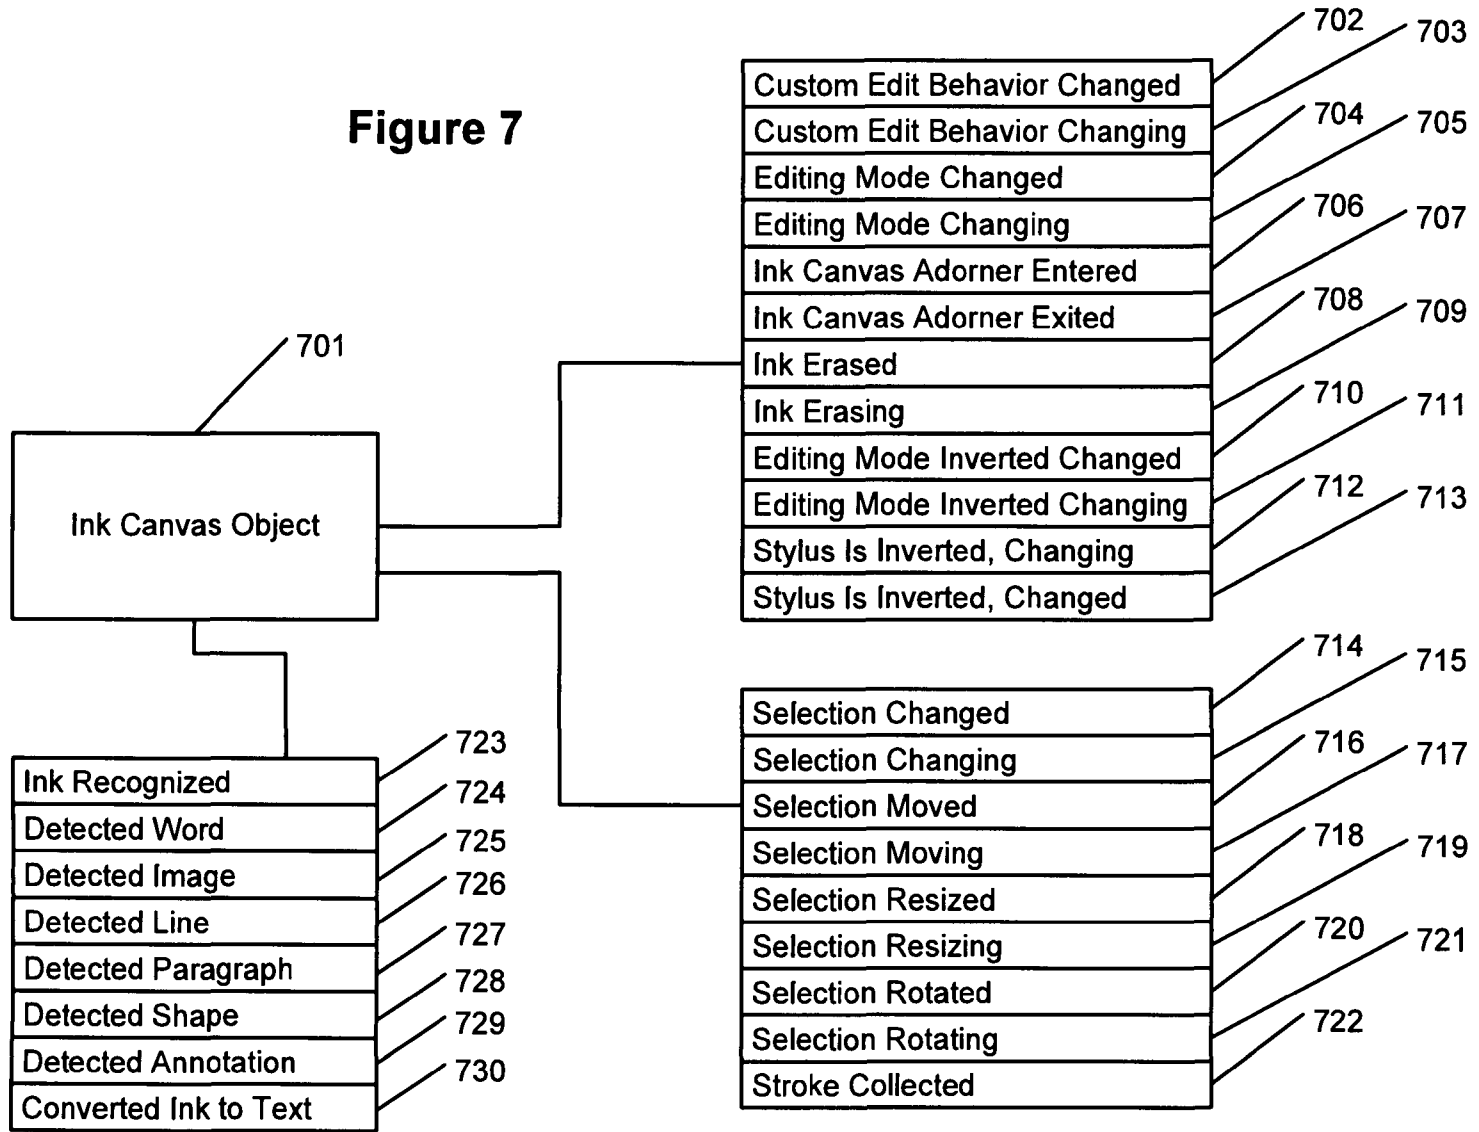 Figure 7
702
703
Custom Edit Behavior Changed
Custom Edit Behavior Changing
704
705
Editing Mode Changed
Editing Mode Changing
706
707
Ink Canvas Adorner Entered
Ink Canvas Adorner Exited
708
709
Ink Erased
Ink Erasing
710
711
Editing Mode Inverted Changed
Editing Mode Inverted Changing
712
713
Stylus Is Inverted, Changing
Stylus Is Inverted, Changed
701
Ink Canvas Object
714
715
Selection Changed
Selection Changing
716
717
Selection Moved
Selection Moving
718
719
Selection Resized
Selection Resizing
720
721
Selection Rotated
Selection Rotating
722
Stroke Collected
723
Ink Recognized
724
Detected Word
725
Detected Image
726
Detected Line
727
Detected Paragraph
728
Detected Shape
729
Detected Annotation
730
Converted Ink to Text